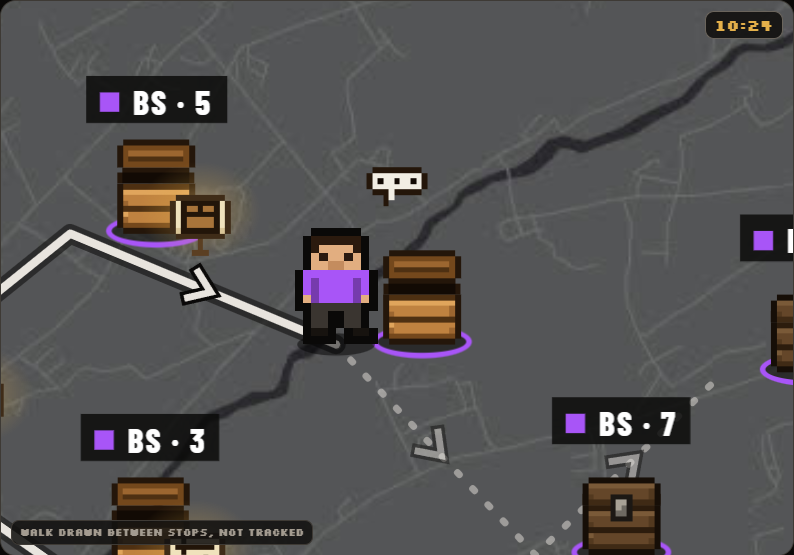 10:24
BS · 5
BS · 7
BS · 3
WALK DRAWN BETWEEN STOPS, NOT TRACKED